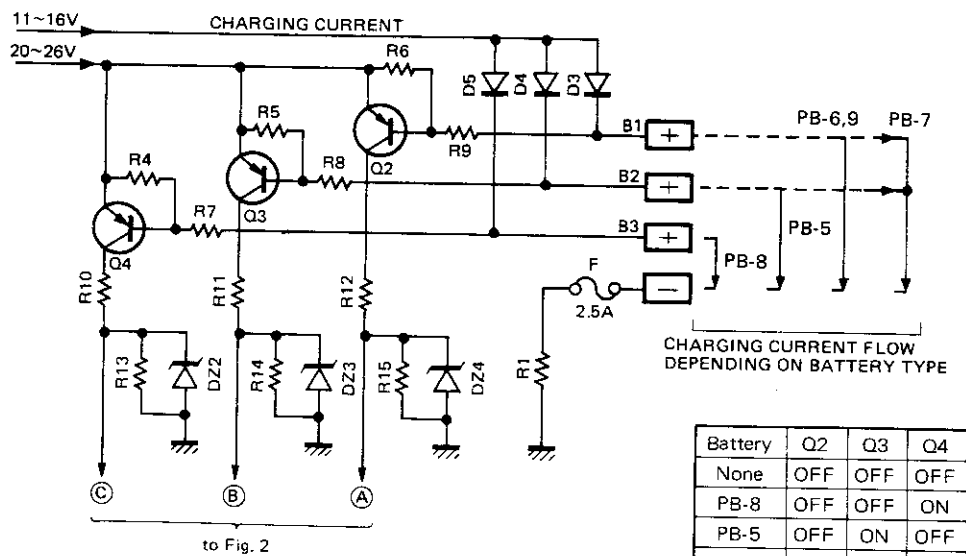 11~16V
CHARGING CURRENT
20~26V
R6
D5
D4
D3
PB-6,9
PB-7
R5
B1
+
R9
Q2
R4
R8
B2
+
Q3
R7
B3
+
PB-5
PB-8
Q4
F
−
2.5A
R10
R11
R12
CHARGING CURRENT FLOW
DEPENDING ON BATTERY TYPE
R13
DZ2
R14
DZ3
R15
DZ4
R1
C
B
A
to Fig. 2
Battery Q2 Q3 Q4
None OFF OFF OFF
PB-8 OFF OFF ON
PB-5 OFF ON OFF